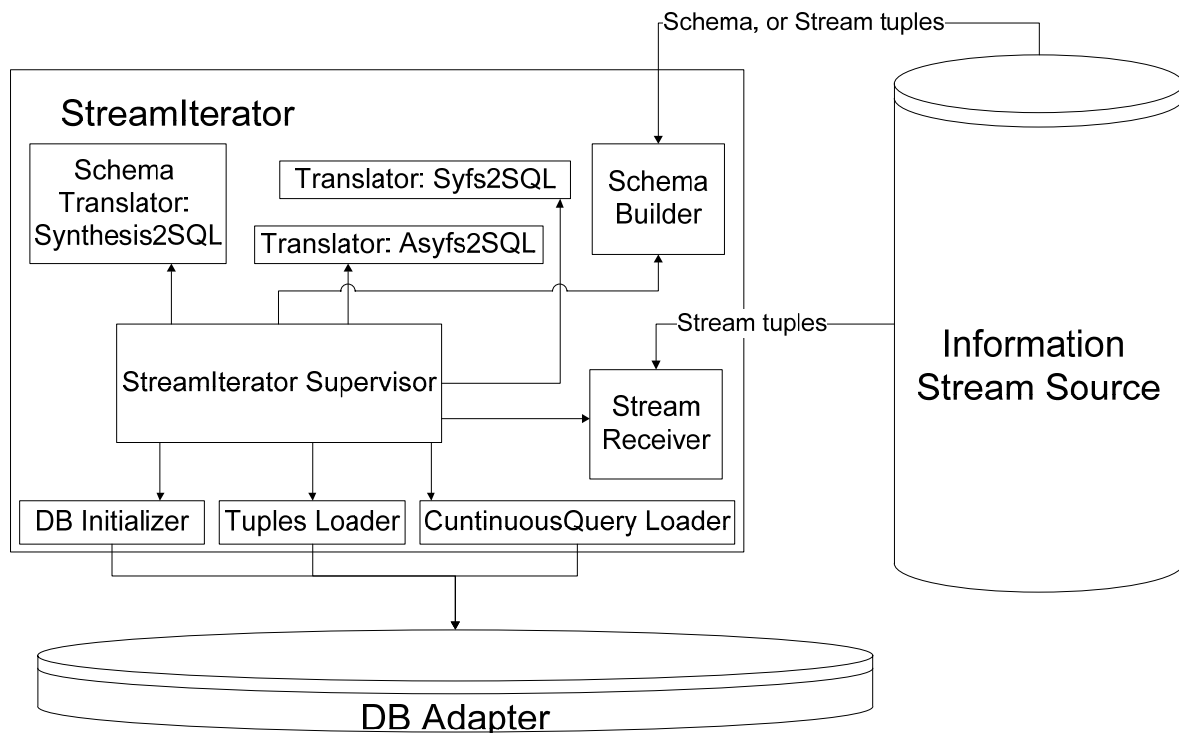 Schema, or Stream tuples
StreamIterator
Schema
Translator:
Synthesis2SQL
Translator: Syfs2SQL
Translator: Asyfs2SQL
Schema
Builder
Stream tuples
StreamIterator Supervisor
Stream
Receiver
Information
Stream Source
DB Initializer
Tuples Loader
CuntinuousQuery Loader
DB Adapter